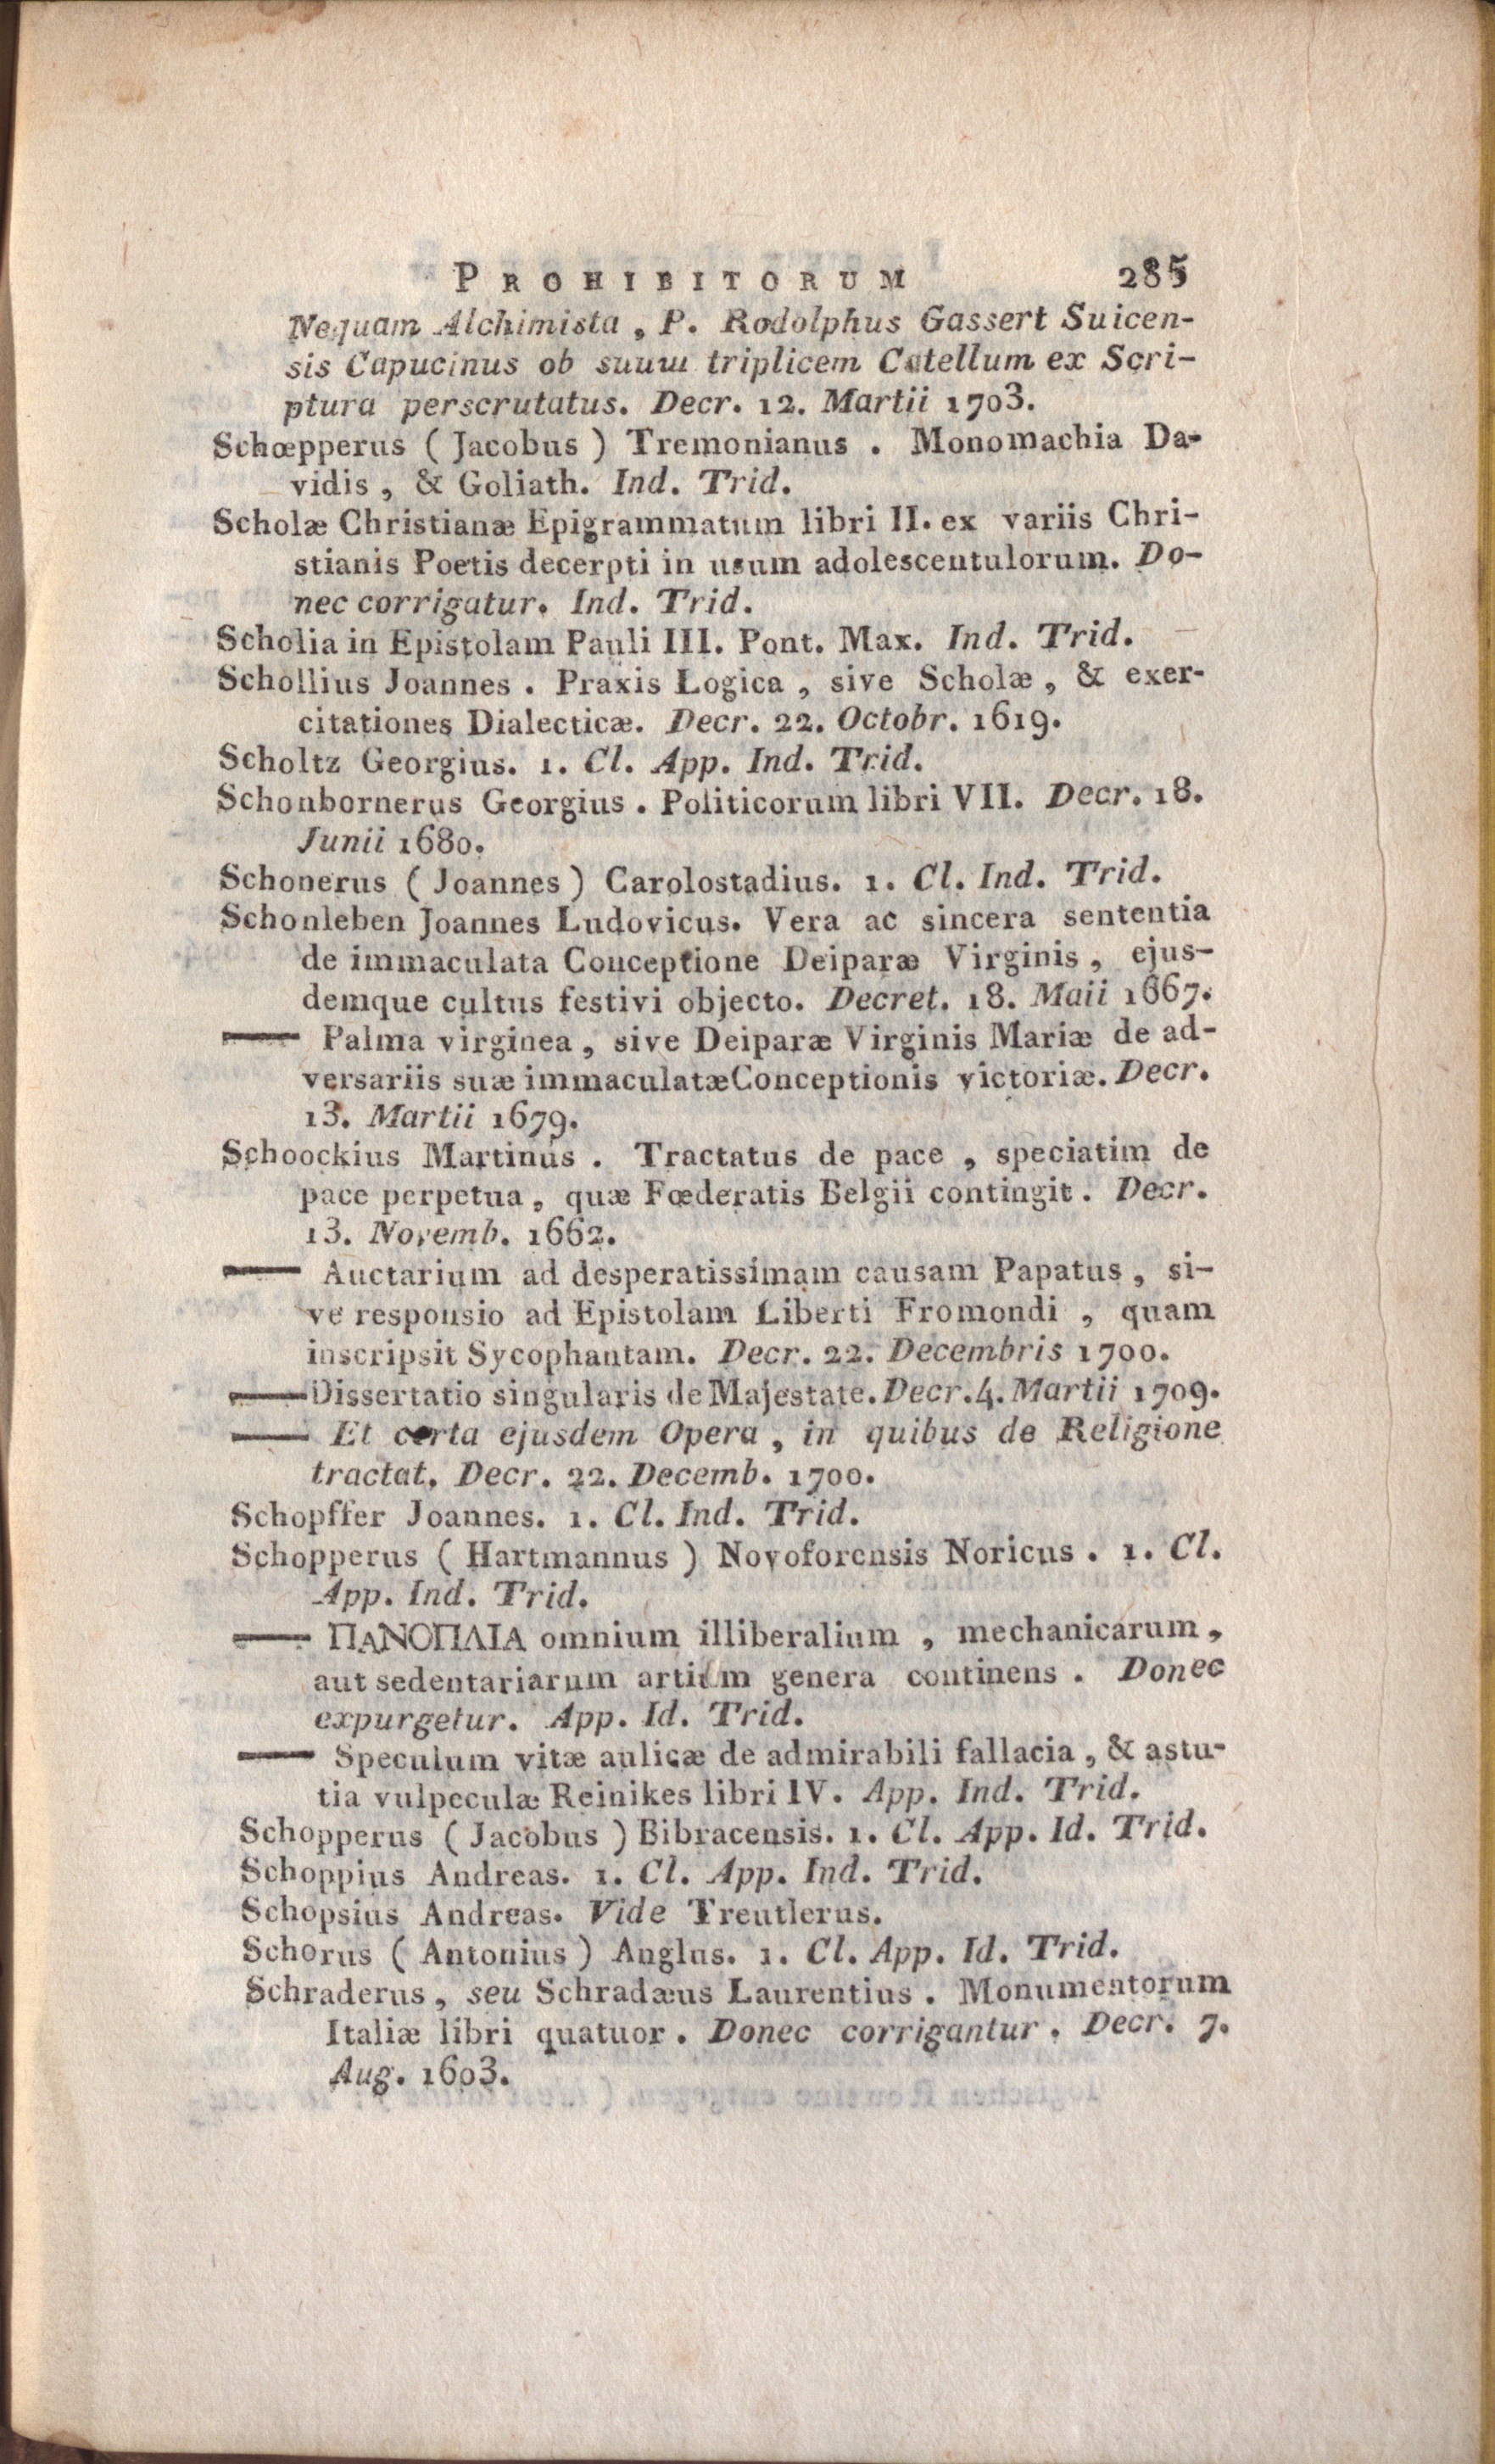 PROHIBITORUM 285
Nequam Alchimista, P. Rodolphus Gassert Suicen-
sis Capucinus ob suum triplicem Catellum ex Scri-
ptura perscrutatus. Decr. 12. Martii 1703.
Schœpperus ( Jacobus ) Tremonianus . Monomachia Da-
vidis , & Goliath. Ind. Trid.
Scholæ Christianæ Epigrammatum libri II. ex variis Chri-
stianis Poetis decerpti in usum adolescentulorum. Do-
nec corrigatur. Ind. Trid.
Scholia in Epistolam Pauli III. Pont. Max. Ind. Trid.
Schollius Joannes . Praxis Logica , sive Scholæ , & exer-
citationes Dialecticæ. Decr. 22. Octobr. 1619.
Scholtz Georgius. 1. Cl. App. Ind. Trid.
Schonbornerus Georgius . Politicorum libri VII. Decr. 18.
Junii 1680.
Schonerus ( Joannes ) Carolostadius. 1. Cl. Ind. Trid.
Schonleben Joannes Ludovicus. Vera ac sincera sententia
de immaculata Conceptione Deiparæ Virginis , ejus-
demque cultus festivi objecto. Decret. 18. Maii 1667.
— Palma virginea , sive Deiparæ Virginis Mariæ de ad-
versariis suæ immaculatæConceptionis victoriæ. Decr.
13. Martii 1679.
Schoockius Martinus . Tractatus de pace , speciatim de
pace perpetua , quæ Fœderatis Belgii contingit . Decr.
13. Novemb. 1662.
— Auctarium ad desperatissimam causam Papatus , si-
ve responsio ad Epistolam Liberti Fromondi , quam
inscripsit Sycophantam. Decr. 22. Decembris 1700.
— Dissertatio singularis de Majestate. Decr. 4. Martii 1709.
— Et certa ejusdem Opera , in quibus de Religione
tractat. Decr. 22. Decemb. 1700.
Schopffer Joannes. 1. Cl. Ind. Trid.
Schopperus ( Hartmannus ) Novoforensis Noricus . 1. Cl.
App. Ind. Trid.
— ΠΑΝΟΠΛΙΑ omnium illiberalium , mechanicarum ,
aut sedentariarum artium genera continens . Donec
expurgetur. App. Id. Trid.
— Speculum vitæ aulicæ de admirabili fallacia , & astu-
tia vulpeculæ Reinikes libri IV. App. Ind. Trid.
Schopperus ( Jacobus ) Bibracensis. 1. Cl. App. Id. Trid.
Schoppius Andreas. 1. Cl. App. Ind. Trid.
Schopsius Andreas. Vide Treutlerus.
Schorus ( Antonius ) Anglus. 1. Cl. App. Id. Trid.
Schraderus , seu Schradæus Laurentius . Monumentorum
Italiæ libri quatuor . Donec corrigantur . Decr. 7.
Aug. 1603.